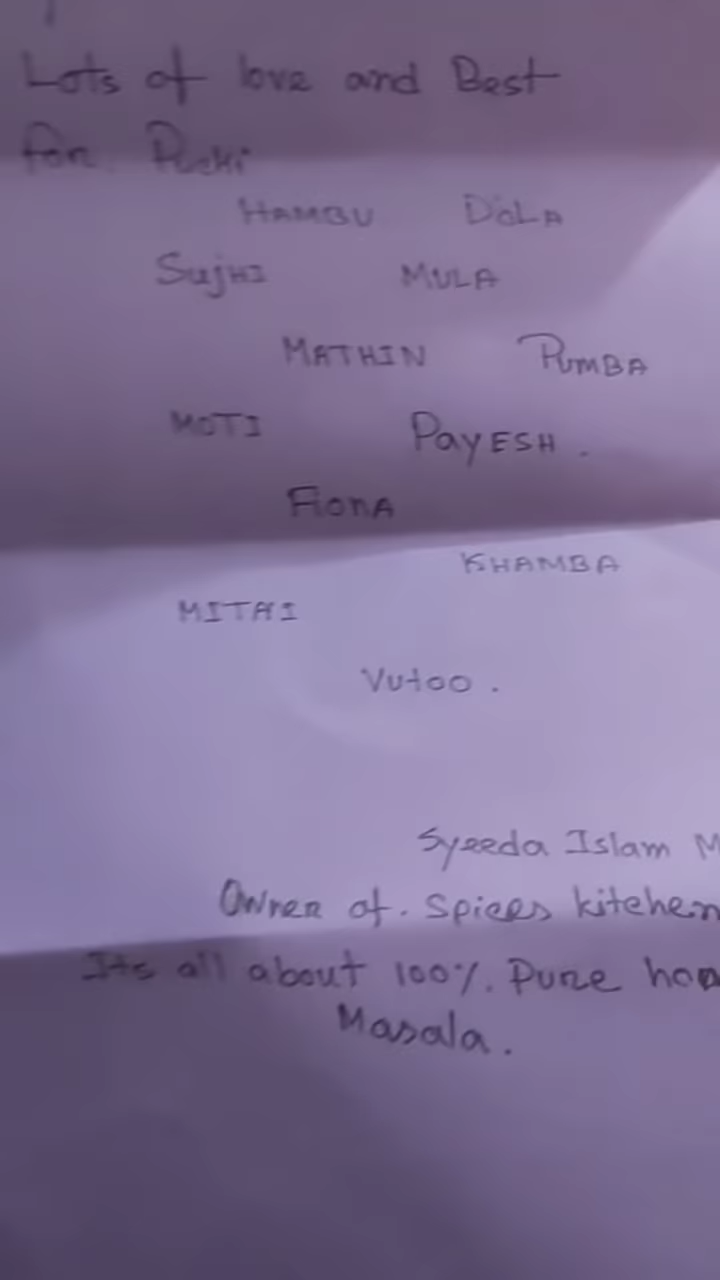 Lots of love and Best
for. Puchi
HAMBU DOLA
SujHI MULA
MATHIN PUMBA
MOTI PayESH.
FionA
KHAMBA
MITAI
Vutoo.
Syeeda Islam M
Owner of. Spices kitchen
Its all about 100%. Pure
Masala.